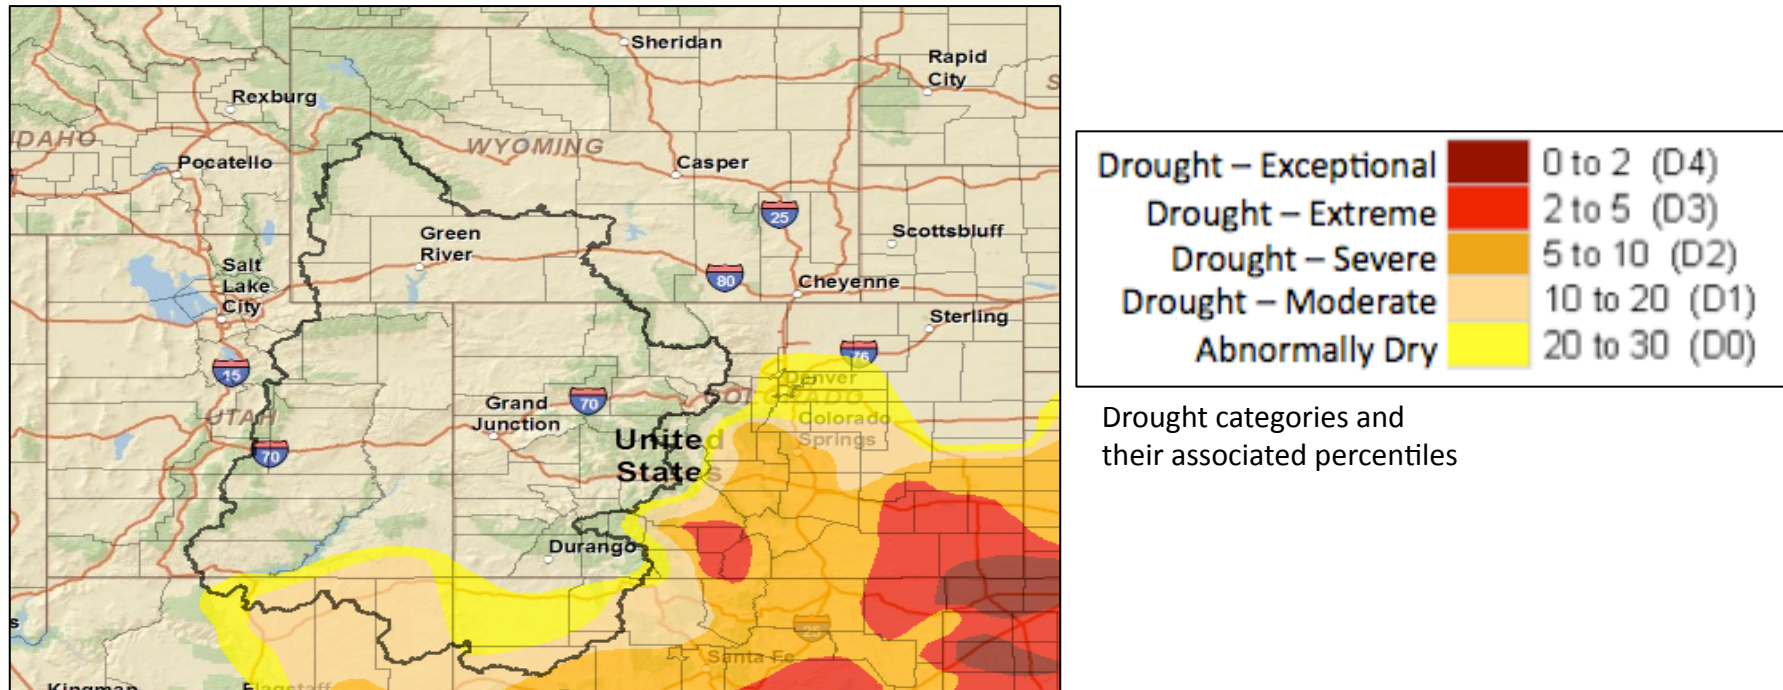 Sheridan
Rapid
City
S
Rexburg
IDAHO
WYOMING
Pocatello
Casper
25
Green
River
Scottsbluff
Salt
Lake
City
80
Cheyenne
Sterling
76
15
Denver
70
UTAH
Grand
Junction
COLORADO
Colorado
Springs
70
United
States
Durango
25
Santa Fe
s
Kingman
Flagstaff
Drought – Exceptional 0 to 2 (D4)
Drought – Extreme 2 to 5 (D3)
Drought – Severe 5 to 10 (D2)
Drought – Moderate 10 to 20 (D1)
Abnormally Dry 20 to 30 (D0)
Drought categories and
their associated percentiles